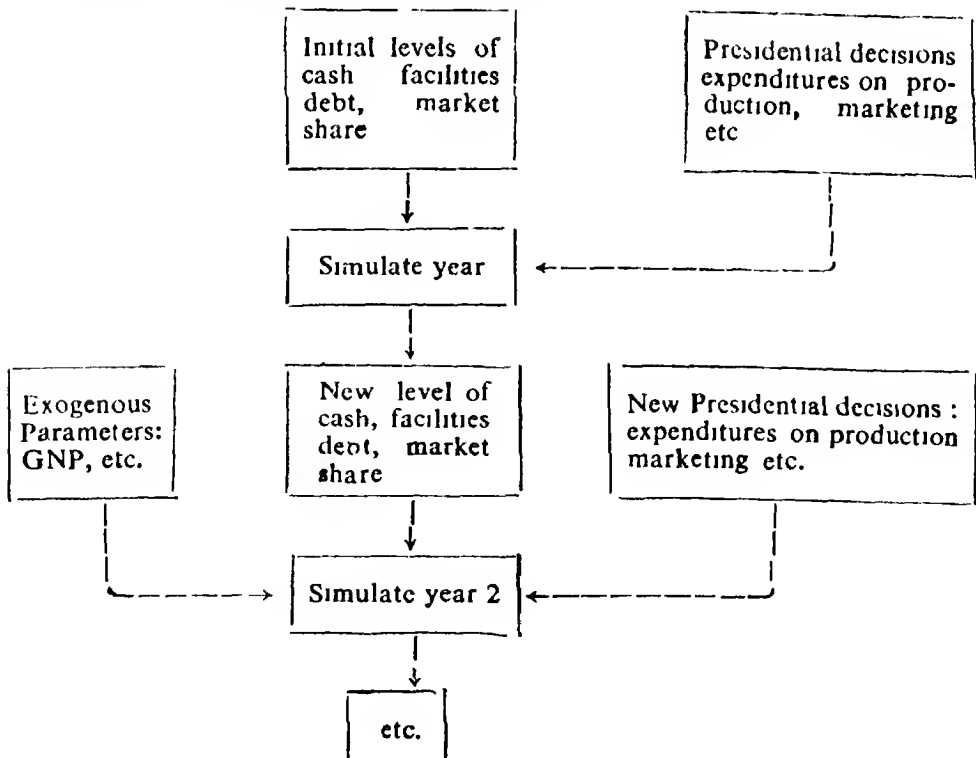 Initial levels of
cash facilities
debt, market
share
Presidential decisions
expenditures on pro-
duction, marketing
etc
Simulate year
Exogenous
Parameters:
GNP, etc.
New level of
cash, facilities
debt, market
share
New Presidential decisions :
expenditures on production
marketing etc.
Simulate year 2
etc.